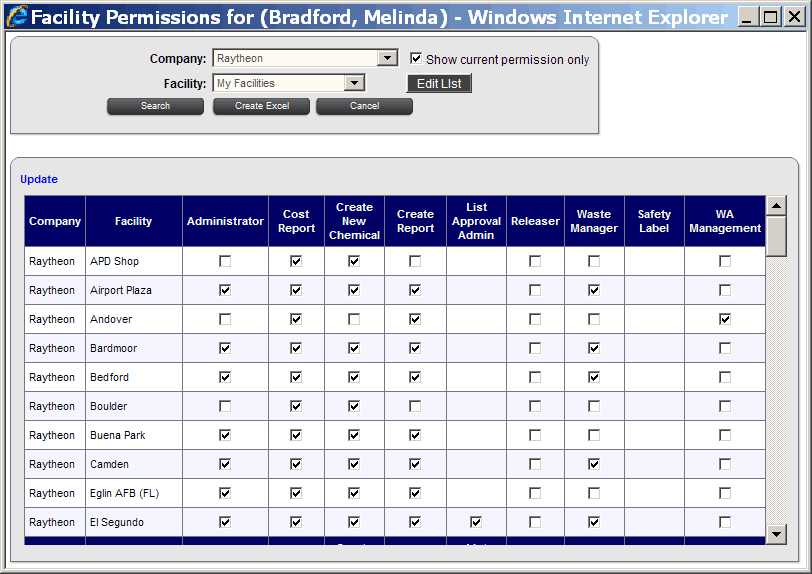 Facility Permissions for (Bradford, Melinda) - Windows Internet Explorer
Company: Raytheon Show current permission only
Facility: My Facilities Edit List
Search Create Excel Cancel
Update
Company Facility Administrator Cost Report Create New Chemical Create Report List Approval Admin Releaser Waste Manager Safety Label WA Management
Raytheon APD Shop
Raytheon Airport Plaza
Raytheon Andover
Raytheon Bardmoor
Raytheon Bedford
Raytheon Boulder
Raytheon Buena Park
Raytheon Camden
Raytheon Eglin AFB (FL)
Raytheon El Segundo